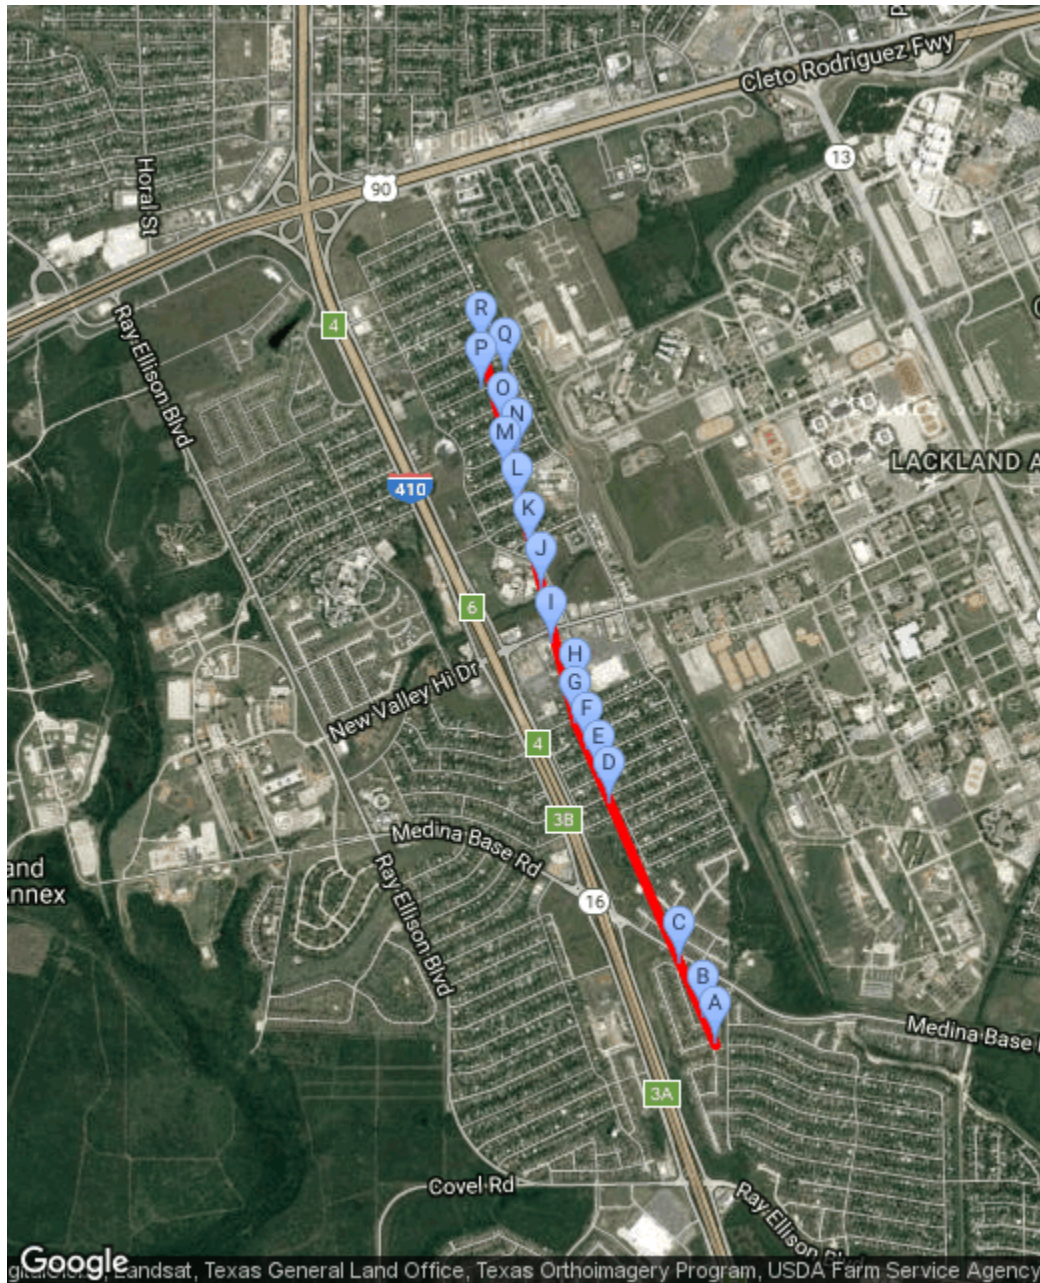 Cleto Rodriguez Fwy
13
Horal St
90
Ray Ellison Blvd
4
R
Q
P
O
N
M
L
LACKLAND A
410
K
J
6
I
New Valley Hi Dr
H
G
F
E
4
D
3B
Medina Base Rd
and
Annex
Ray Ellison Blvd
16
C
B
A
Medina Base
3A
Covel Rd
Ray Ellison Blvd
Google
Landsat, Texas General Land Office, Texas Orthoimagery Program, USDA Farm Service Agency